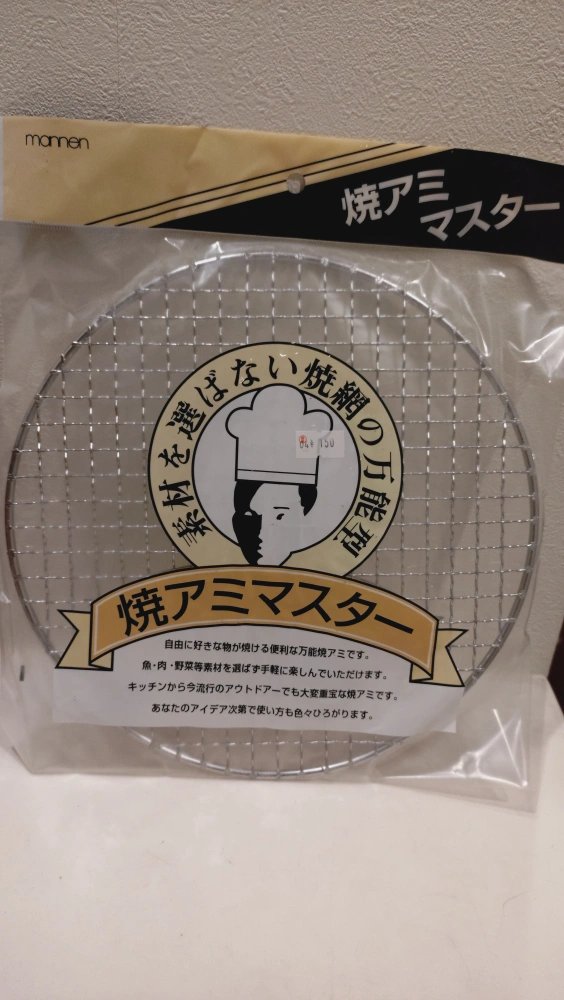 mannen
焼アミ
マスター
素材を選ばない焼網の万能型
150
焼アミマスター
自由に好きな物が焼ける便利な万能焼アミです。
魚・肉・野菜等素材を選ばず手軽に楽しんでいただけます。
キッチンから今流行のアウトドアーでも大変重宝な焼アミです。
あなたのアイデア次第で使い方も色々ひろがります。